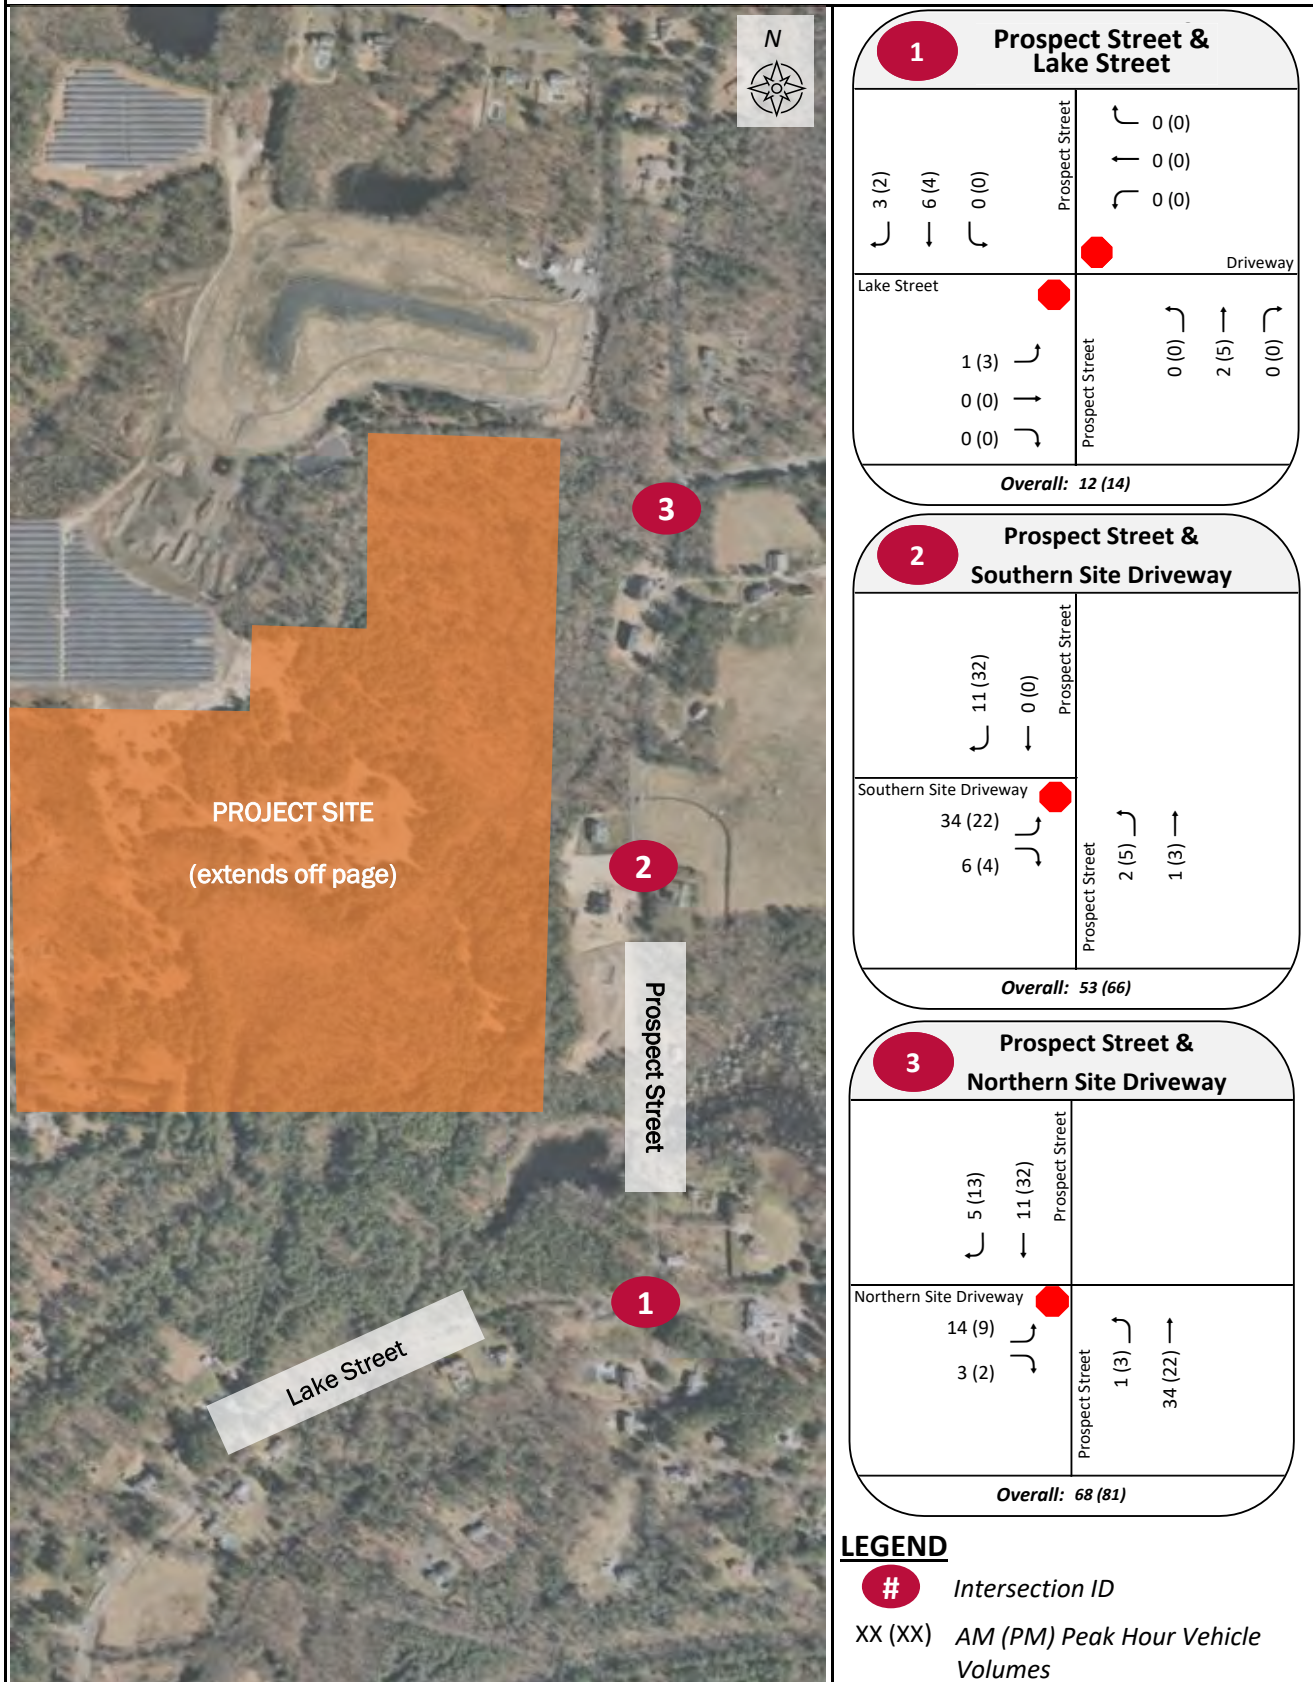 N
PROJECT SITE
(extends off page)
3
2
Prospect Street
1
Lake Street
1
Prospect Street &
Lake Street
3 (2)
6 (4)
0 (0)
Prospect Street
0 (0)
0 (0)
0 (0)
Driveway
Lake Street
1 (3)
0 (0)
0 (0)
Prospect Street
0 (0)
2 (5)
0 (0)
Overall: 12 (14)
2
Prospect Street &
Southern Site Driveway
11 (32)
0 (0)
Prospect Street
Southern Site Driveway
34 (22)
6 (4)
Prospect Street
2 (5)
1 (3)
Overall: 53 (66)
3
Prospect Street &
Northern Site Driveway
5 (13)
11 (32)
Prospect Street
Northern Site Driveway
14 (9)
3 (2)
Prospect Street
1 (3)
34 (22)
Overall: 68 (81)
LEGEND
# Intersection ID
XX (XX) AM (PM) Peak Hour Vehicle
Volumes